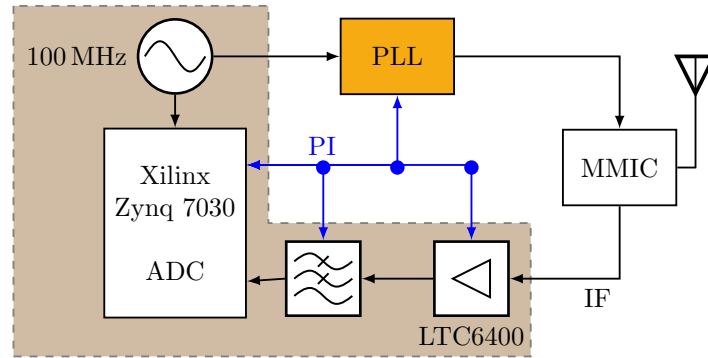 100 MHz
PLL
PI
Xilinx
Zynq 7030
MMIC
ADC
IF
LTC6400